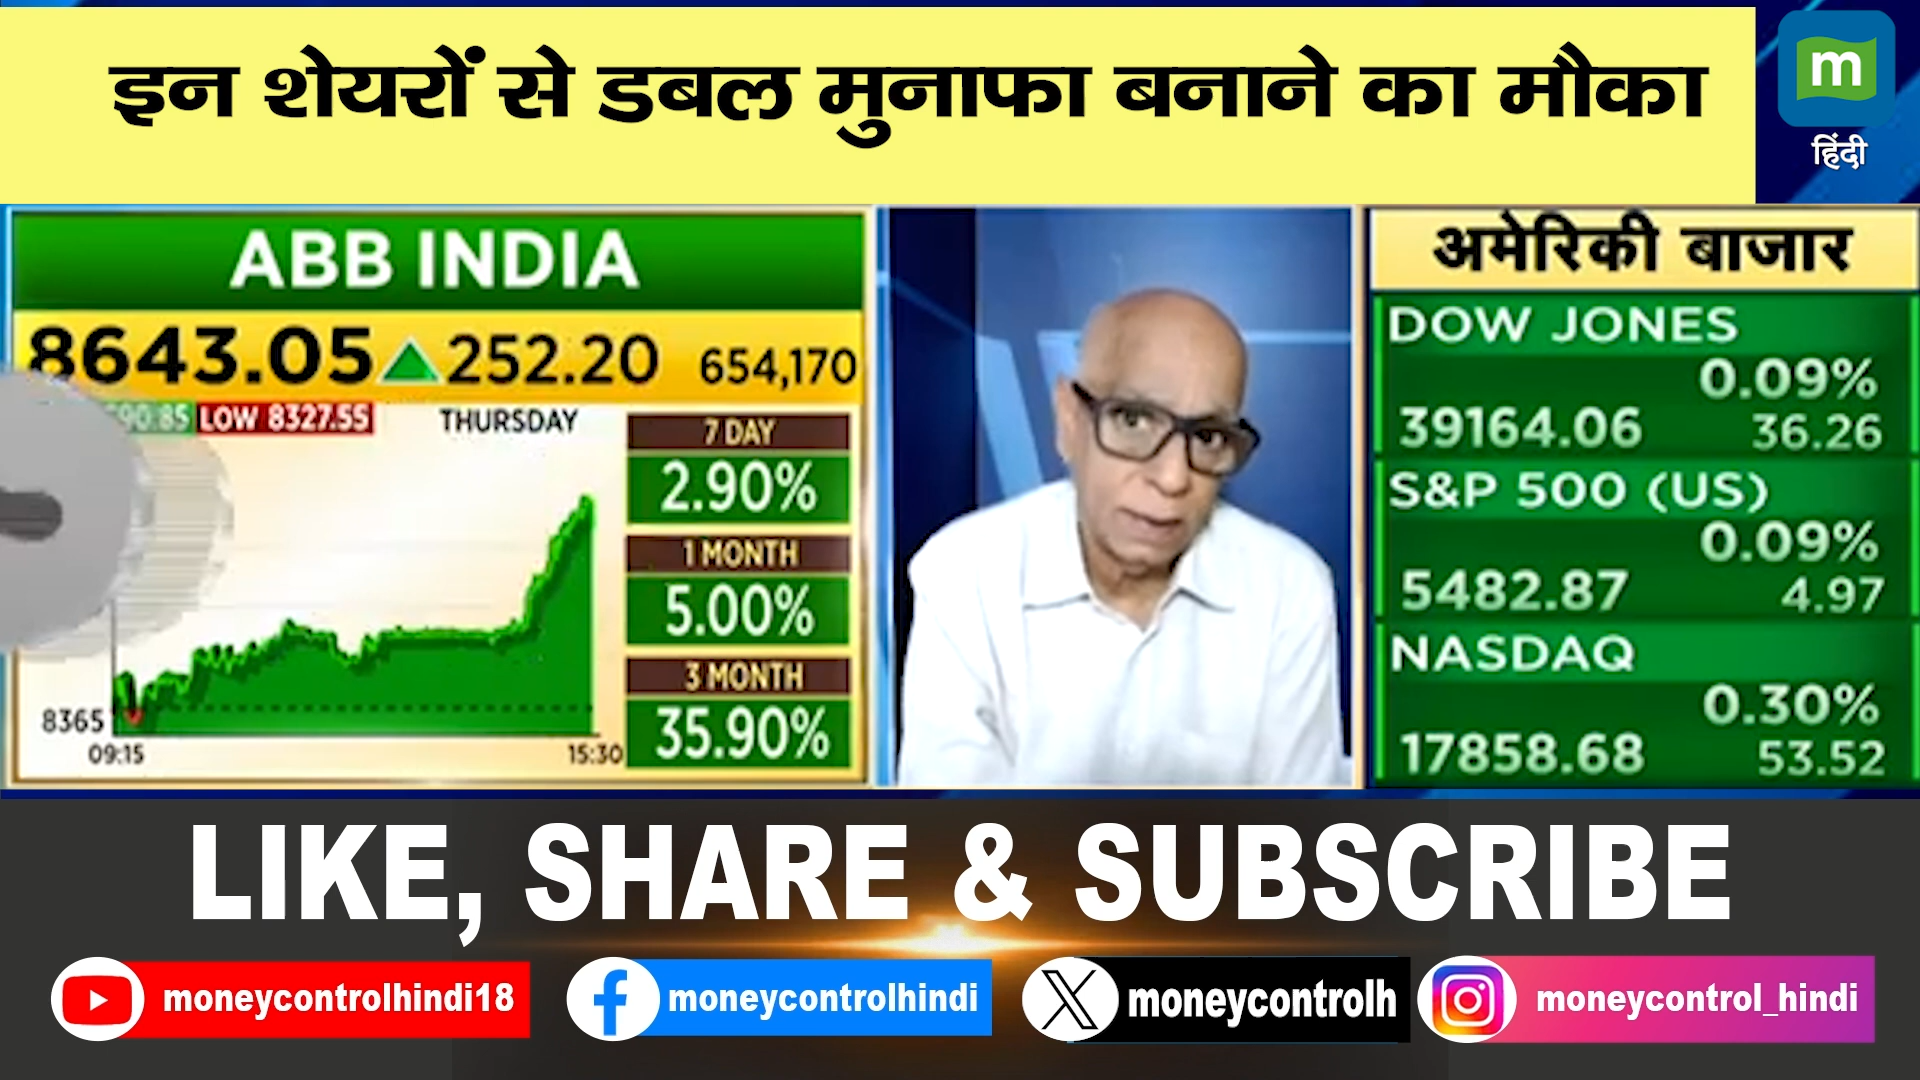 इन शेयरों से डबल मुनाफा बनाने का मौका
m
हिंदी
ABB INDIA
8643.05 252.20 654,170
90.85 LOW 8327.55 THURSDAY
7 DAY
2.90%
1 MONTH
5.00%
3 MONTH
35.90%
8365
09:15 15:30
अमेरिकी बाजार
DOW JONES
0.09%
39164.06 36.26
S&P 500 (US)
0.09%
5482.87 4.97
NASDAQ
0.30%
17858.68 53.52
LIKE, SHARE & SUBSCRIBE
moneycontrolhindi18
moneycontrolhindi
moneycontrolh
moneycontrol_hindi